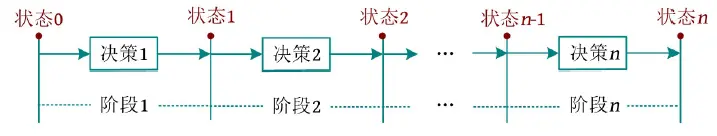 状态0 状态1 状态2 状态n-1 状态n
决策1 决策2 … 决策n
阶段1 阶段2 … 阶段n